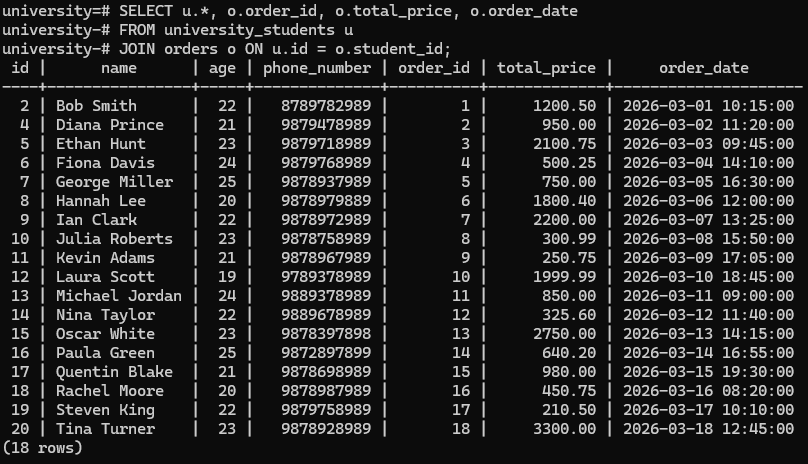 university=# SELECT u.*, o.order_id, o.total_price, o.order_date
university-# FROM university_students u
university-# JOIN orders o ON u.id = o.student_id;
 id |      name      | age | phone_number | order_id | total_price |     order_date
----+----------------+-----+--------------+----------+-------------+---------------------
  2 | Bob Smith      |  22 |   8789782989 |        1 |     1200.50 | 2026-03-01 10:15:00
  4 | Diana Prince   |  21 |   9879478989 |        2 |      950.00 | 2026-03-02 11:20:00
  5 | Ethan Hunt     |  23 |   9879718989 |        3 |     2100.75 | 2026-03-03 09:45:00
  6 | Fiona Davis    |  24 |   9879768989 |        4 |      500.25 | 2026-03-04 14:10:00
  7 | George Miller  |  25 |   9878937989 |        5 |      750.00 | 2026-03-05 16:30:00
  8 | Hannah Lee     |  20 |   9878979889 |        6 |     1800.40 | 2026-03-06 12:00:00
  9 | Ian Clark      |  22 |   9878972989 |        7 |     2200.00 | 2026-03-07 13:25:00
 10 | Julia Roberts  |  23 |   9878758989 |        8 |      300.99 | 2026-03-08 15:50:00
 11 | Kevin Adams    |  21 |   9878967989 |        9 |      250.75 | 2026-03-09 17:05:00
 12 | Laura Scott    |  19 |   9789378989 |       10 |     1999.99 | 2026-03-10 18:45:00
 13 | Michael Jordan |  24 |   9889378989 |       11 |      850.00 | 2026-03-11 09:00:00
 14 | Nina Taylor    |  22 |   9889678989 |       12 |      325.60 | 2026-03-12 11:40:00
 15 | Oscar White    |  23 |   9878397898 |       13 |     2750.00 | 2026-03-13 14:15:00
 16 | Paula Green    |  25 |   9872897899 |       14 |      640.20 | 2026-03-14 16:55:00
 17 | Quentin Blake  |  21 |   9878698989 |       15 |      980.00 | 2026-03-15 19:30:00
 18 | Rachel Moore   |  20 |   9878987989 |       16 |      450.75 | 2026-03-16 08:20:00
 19 | Steven King    |  22 |   9879758989 |       17 |      210.50 | 2026-03-17 10:10:00
 20 | Tina Turner    |  23 |   9878928989 |       18 |     3300.00 | 2026-03-18 12:45:00
(18 rows)